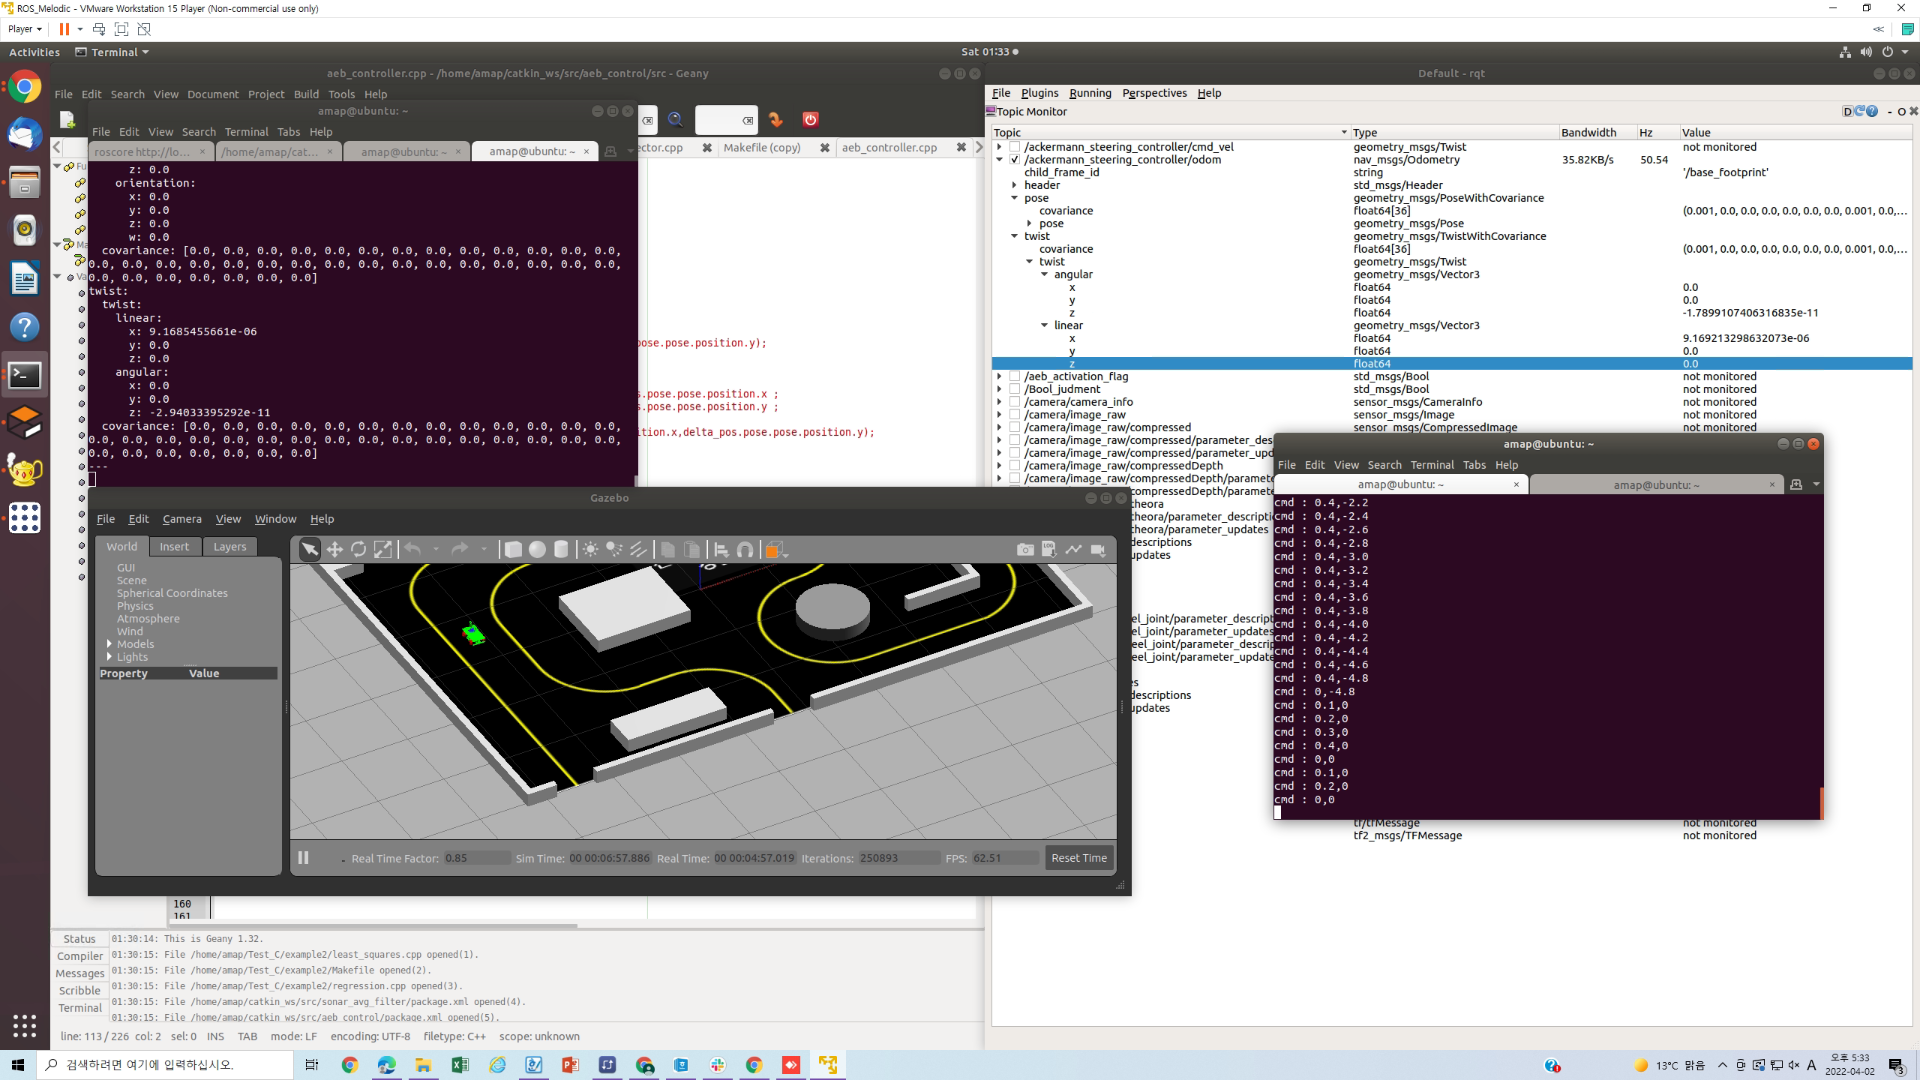 ROS_Melodic - VMware Workstation 15 Player (Non-commercial use only)
Player
Activities
Terminal
Sat 01:33
aeb_controller.cpp - /home/amap/catkin_ws/src/aeb_control/src - Geany
File Edit Search View Document Project Build Tools Help
ector.cpp
Makefile (copy)
aeb_controller.cpp
pose.pose.position.y);
s.pose.pose.position.x ;
s.pose.pose.position.y ;
ition.x,delta_pos.pose.pose.position.y);
160
161
amap@ubuntu: ~
File Edit View Search Terminal Tabs Help
roscore http://lo...
/home/amap/cat...
amap@ubuntu: ~
amap@ubuntu: ~
z: 0.0
orientation:
x: 0.0
y: 0.0
z: 0.0
w: 0.0
covariance: [0.0, 0.0, 0.0, 0.0, 0.0, 0.0, 0.0, 0.0, 0.0, 0.0, 0.0, 0.0, 0.0,
0.0, 0.0, 0.0, 0.0, 0.0, 0.0, 0.0, 0.0, 0.0, 0.0, 0.0, 0.0, 0.0, 0.0, 0.0, 0.0,
0.0, 0.0, 0.0, 0.0, 0.0, 0.0, 0.0]
twist:
twist:
linear:
x: 9.1685455661e-06
y: 0.0
z: 0.0
angular:
x: 0.0
y: 0.0
z: -2.94033395292e-11
covariance: [0.0, 0.0, 0.0, 0.0, 0.0, 0.0, 0.0, 0.0, 0.0, 0.0, 0.0, 0.0, 0.0,
0.0, 0.0, 0.0, 0.0, 0.0, 0.0, 0.0, 0.0, 0.0, 0.0, 0.0, 0.0, 0.0, 0.0, 0.0, 0.0,
0.0, 0.0, 0.0, 0.0, 0.0, 0.0, 0.0]
---
Default - rqt
File Plugins Running Perspectives Help
Topic Monitor
Topic Type Bandwidth Hz Value
/ackermann_steering_controller/cmd_vel geometry_msgs/Twist not monitored
/ackermann_steering_controller/odom nav_msgs/Odometry 35.82KB/s 50.54
child_frame_id string '/base_footprint'
header std_msgs/Header
pose geometry_msgs/PoseWithCovariance
covariance float64[36] (0.001, 0.0, 0.0, 0.0, 0.0, 0.0, 0.0, 0.001, 0.0,...
pose geometry_msgs/Pose
twist geometry_msgs/TwistWithCovariance
covariance float64[36] (0.001, 0.0, 0.0, 0.0, 0.0, 0.0, 0.0, 0.001, 0.0,...
twist geometry_msgs/Twist
angular geometry_msgs/Vector3
x float64 0.0
y float64 0.0
z float64 -1.7899107406316835e-11
linear geometry_msgs/Vector3
x float64 9.169213298632073e-06
y float64 0.0
z float64 0.0
/aeb_activation_flag std_msgs/Bool not monitored
/Bool_judment std_msgs/Bool not monitored
/camera/camera_info sensor_msgs/CameraInfo not monitored
/camera/image_raw sensor_msgs/Image not monitored
/camera/image_raw/compressed sensor_msgs/CompressedImage not monitored
/camera/image_raw/compressed/parameter_des
/camera/image_raw/compressed/parameter_upd
/camera/image_raw/compressedDepth
/camera/image_raw/compressedDepth/paramete
compressedDepth/paramete
heora
heora/parameter_descriptio
heora/parameter_updates
descriptions
updates
eel_joint/parameter_descript
eel_joint/parameter_updates
eel_joint/parameter_descript
eel_joint/parameter_update
es
descriptions
updates
tf/tfMessage not monitored
tf2_msgs/TFMessage not monitored
amap@ubuntu: ~
File Edit View Search Terminal Tabs Help
amap@ubuntu: ~
amap@ubuntu: ~
cmd : 0.4,-2.2
cmd : 0.4,-2.4
cmd : 0.4,-2.6
cmd : 0.4,-2.8
cmd : 0.4,-3.0
cmd : 0.4,-3.2
cmd : 0.4,-3.4
cmd : 0.4,-3.6
cmd : 0.4,-3.8
cmd : 0.4,-4.0
cmd : 0.4,-4.2
cmd : 0.4,-4.4
cmd : 0.4,-4.6
cmd : 0.4,-4.8
cmd : 0,-4.8
cmd : 0.1,0
cmd : 0.2,0
cmd : 0.3,0
cmd : 0.4,0
cmd : 0,0
cmd : 0.1,0
cmd : 0.2,0
cmd : 0,0
Gazebo
File Edit Camera View Window Help
World Insert Layers
GUI
Scene
Spherical Coordinates
Physics
Atmosphere
Wind
Models
Lights
Property Value
Real Time Factor: 0.85 Sim Time: 00 00:06:57.886 Real Time: 00 00:04:57.019 Iterations: 250893 FPS: 62.51 Reset Time
Status
Compiler
Messages
Scribble
Terminal
01:30:14: This is Geany 1.32.
01:30:15: File /home/amap/Test_C/example2/least_squares.cpp opened(1).
01:30:15: File /home/amap/Test_C/example2/Makefile opened(2).
01:30:15: File /home/amap/Test_C/example2/regression.cpp opened(3).
01:30:15: File /home/amap/catkin_ws/src/sonar_avg_filter/package.xml opened(4).
01:30:15: File /home/amap/catkin_ws/src/aeb_control/package.xml opened(5).
line: 113 / 226 col: 2 sel: 0 INS TAB mode: LF encoding: UTF-8 filetype: C++ scope: unknown
검색하려면 여기에 입력하십시오.
13°C 맑음
A
오후 5:33
2022-04-02
3